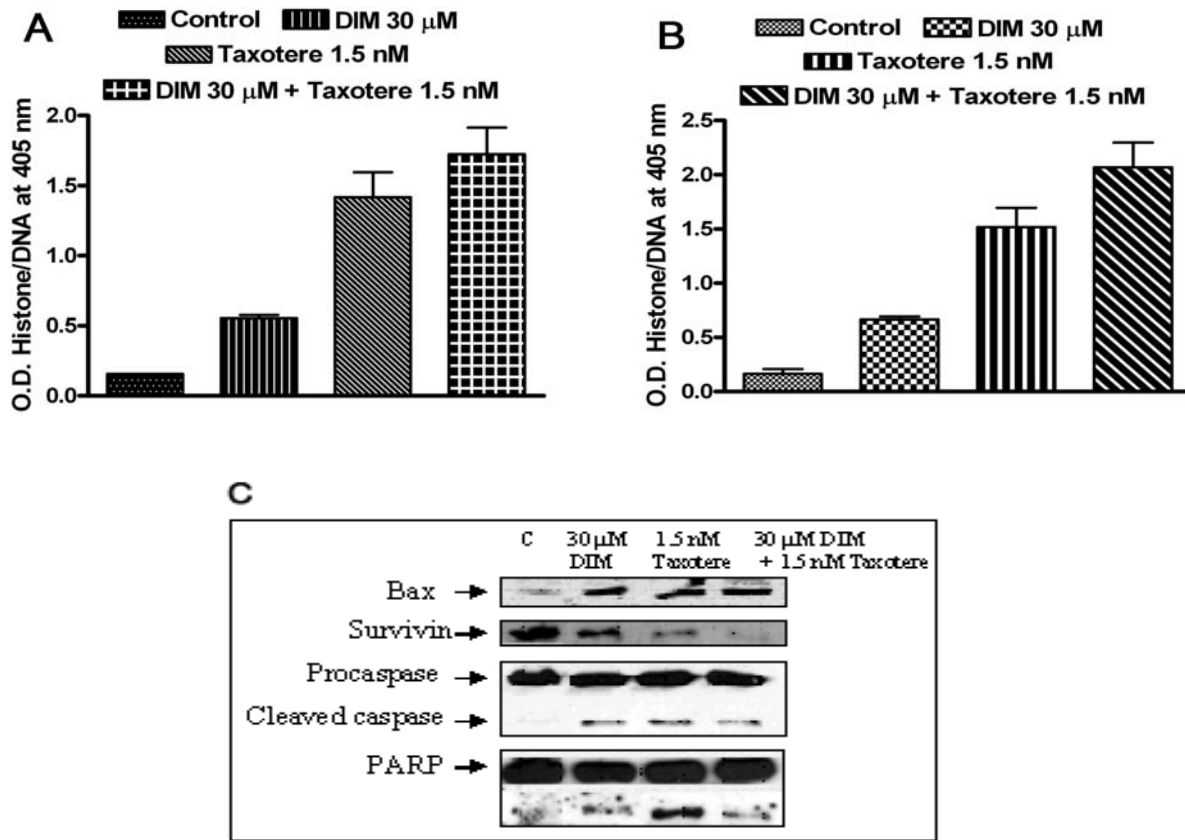 A
Control DIM 30 μM
Taxotere 1.5 nM
DIM 30 μM + Taxotere 1.5 nM
O.D. Histone/DNA at 405 nm
2.0
1.5
1.0
0.5
0.0
B
Control DIM 30 μM
Taxotere 1.5 nM
DIM 30 μM + Taxotere 1.5 nM
O.D. Histone/DNA at 405 nm
2.5
2.0
1.5
1.0
0.5
0.0
C
C 30 μM 1.5 nM 30 μM DIM
DIM Taxotere + 1.5 nM Taxotere
Bax
Survivin
Procaspase
Cleaved caspase
PARP